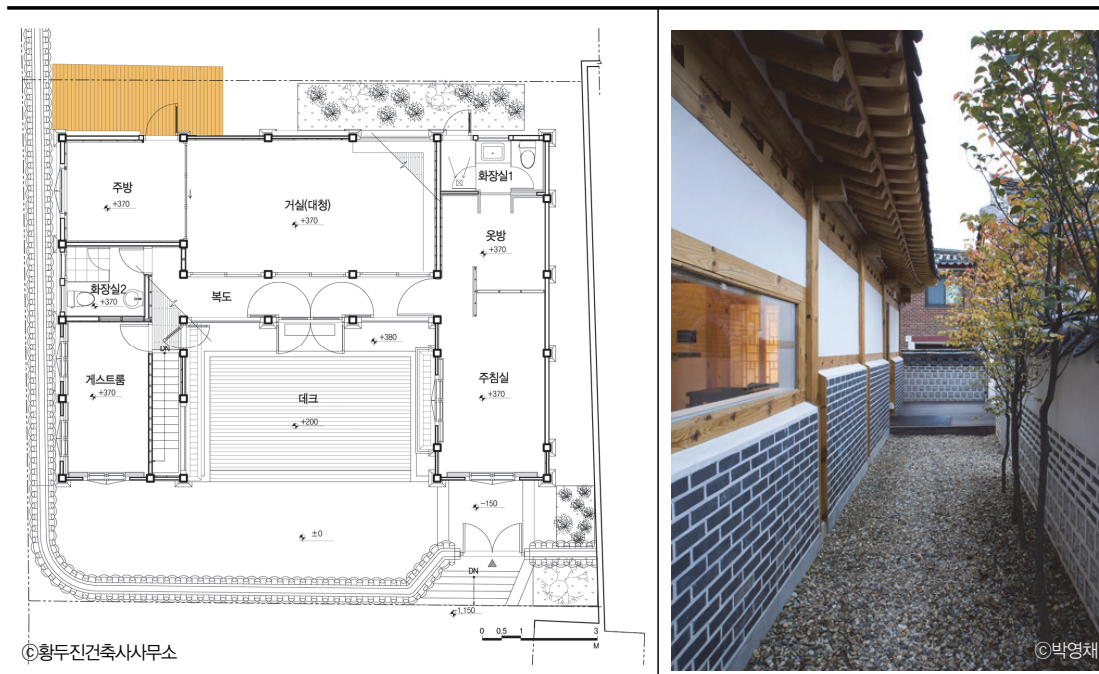 주방
+370
거실(대청)
+370
화장실1
옷방
+370
화장실2
+370
복도
+380
DN
게스트룸
+370
데크
+200
주침실
+370
-150
±0
DN
-1,150
0 0.5 1 3
M
ⓒ황두진건축사사무소
ⓒ박영채